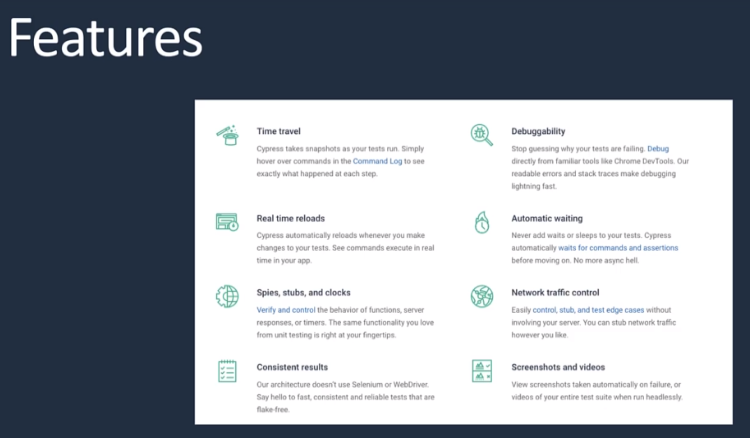 Features
Time travel
Cypress takes snapshots as your tests run. Simply
hover over commands in the Command Log to see
exactly what happened at each step.
Debuggability
Stop guessing why your tests are failing. Debug
directly from familiar tools like Chrome DevTools. Our
readable errors and stack traces make debugging
lightning fast.
Real time reloads
Cypress automatically reloads whenever you make
changes to your tests. See commands execute in real
time in your app.
Automatic waiting
Never add waits or sleeps to your tests. Cypress
automatically waits for commands and assertions
before moving on. No more async hell.
Spies, stubs, and clocks
Verify and control the behavior of functions, server
responses, or timers. The same functionality you love
from unit testing is right at your fingertips.
Network traffic control
Easily control, stub, and test edge cases without
involving your server. You can stub network traffic
however you like.
Consistent results
Our architecture doesn't use Selenium or WebDriver.
Say hello to fast, consistent and reliable tests that are
flake-free.
Screenshots and videos
View screenshots taken automatically on failure, or
videos of your entire test suite when run headlessly.